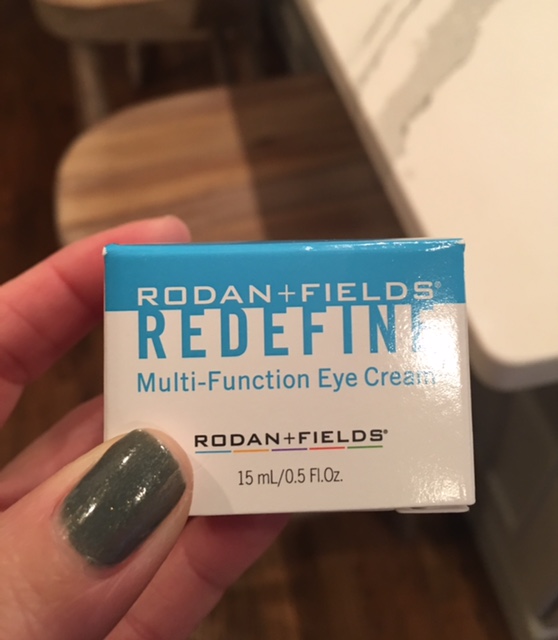 RODAN+FIELDS®
REDEFINE
Multi-Function Eye Cream
RODAN+FIELDS®
15 mL/0.5 Fl.Oz.